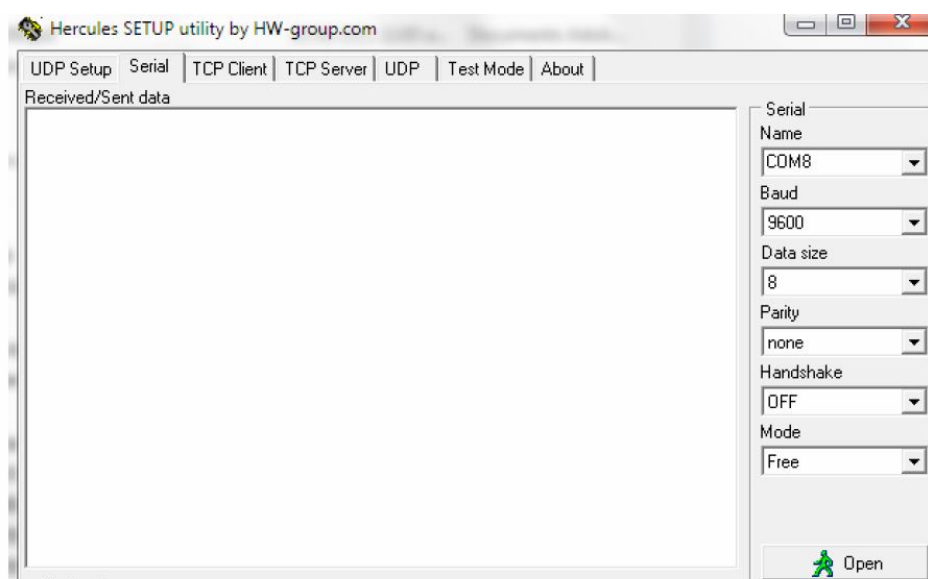 Hercules SETUP utility by HW-group.com
UDP Setup Serial TCP Client TCP Server UDP Test Mode About
Received/Sent data
Serial
Name
COM8
Baud
9600
Data size
8
Parity
none
Handshake
OFF
Mode
Free
Open